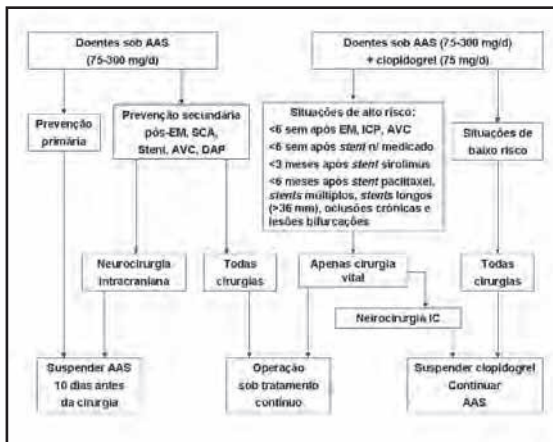 Doentes sob AAS
(75-300 mg/d)
Doentes sob AAS (75-300 mg/d)
+ clopidogrel (75 mg/d)
Prevenção
primária
Prevenção secundária
pós-EM, SCA,
Stent, AVC, DAP
Situações de alto risco:
<6 sem após EM, ICP, AVC
<6 sem após stent n/ medicado
<3 meses após stent sirolimus
<6 meses após stent paclitaxel,
stents múltiplos, stents longos
(>36 mm), oclusões crónicas e
lesões bifurcações
Situações de
baixo risco
Neurocirurgia
Intracraniana
Todas
cirurgias
Apenas cirurgia
vital
Todas
cirurgias
Neirocirurgia IC
Suspender AAS
10 dias antes
da cirurgia
Operação
sob tratamento
contínuo
Suspender clopidogrel
Continuar
AAS